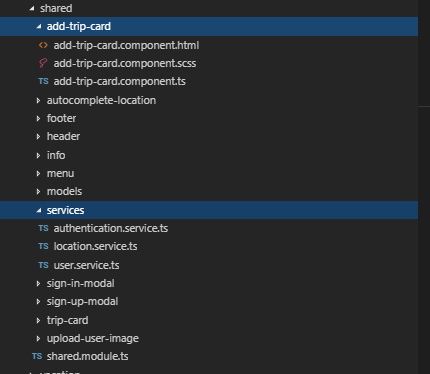 shared
add-trip-card
<> add-trip-card.component.html
add-trip-card.component.scss
TS add-trip-card.component.ts
autocomplete-location
footer
header
info
menu
models
services
TS authentication.service.ts
TS location.service.ts
TS user.service.ts
sign-in-modal
sign-up-modal
trip-card
upload-user-image
TS shared.module.ts